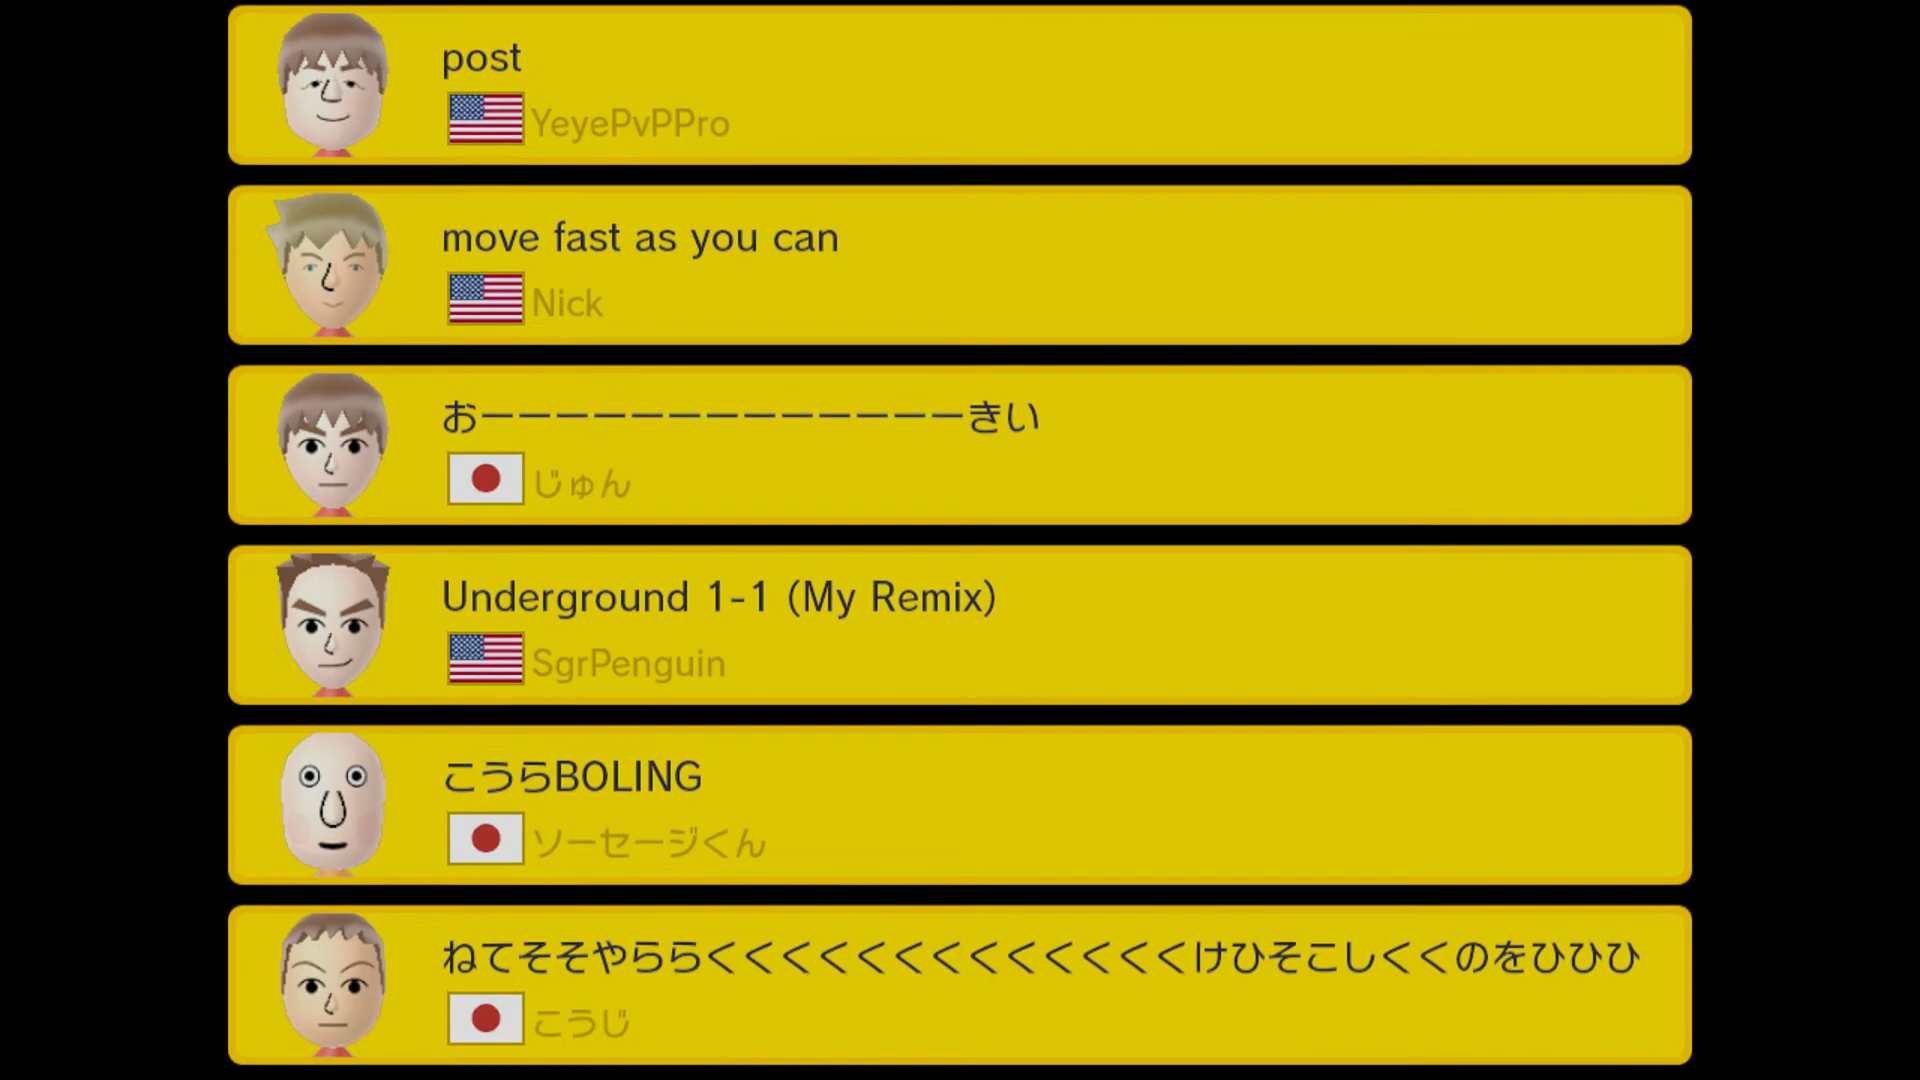 post
YeyePvPPro
move fast as you can
Nick
おーーーーーーーーーーーーーきい
じゅん
Underground 1-1 (My Remix)
SgrPenguin
こうらBOLING
ソーセージくん
ねてそそやららくくくくくくくくくくくくくけひそこしくくのをひひひ
こうじ